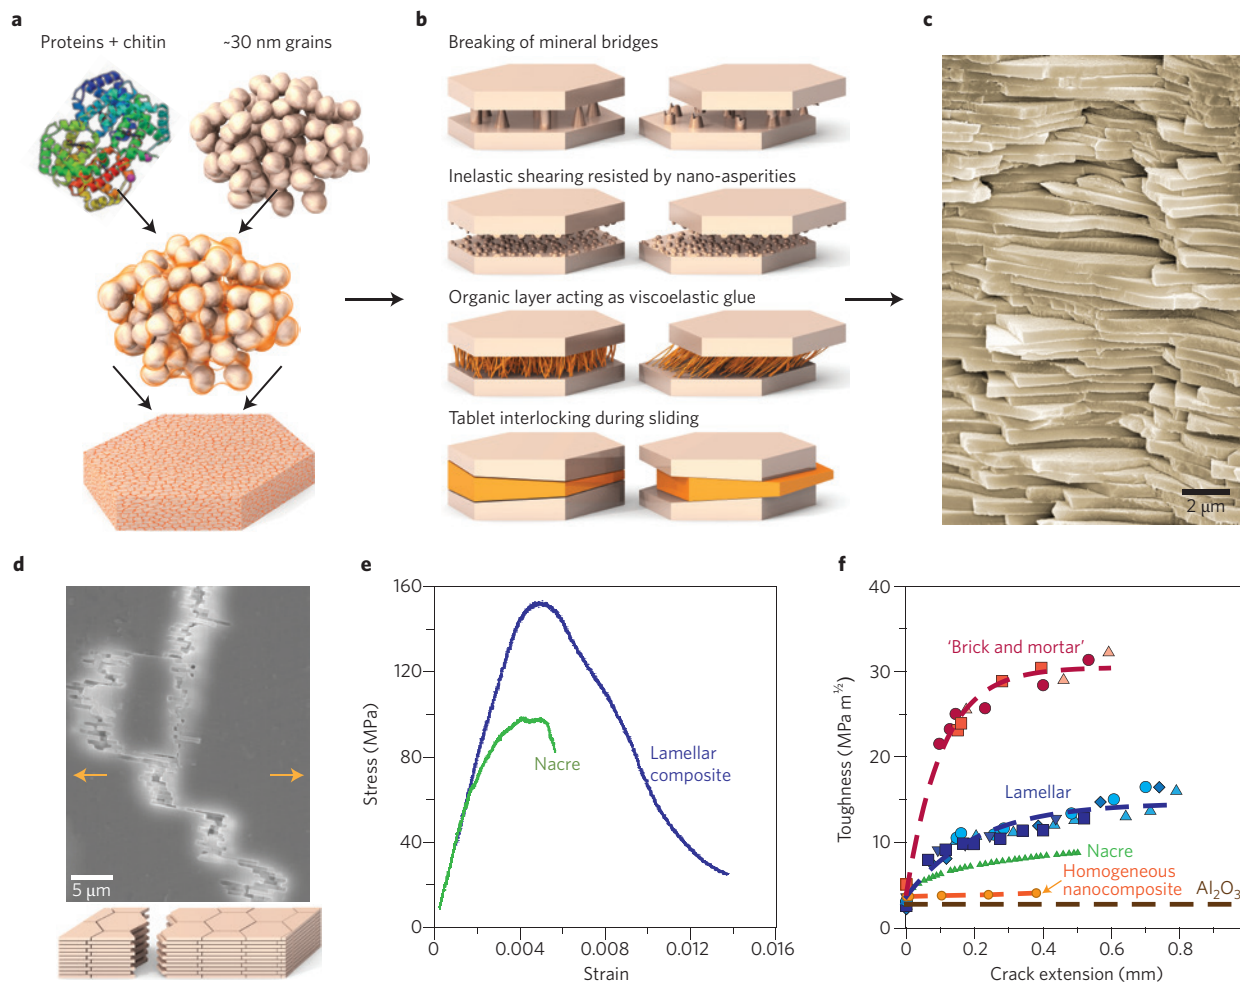 a
Proteins + chitin
~30 nm grains
b
Breaking of mineral bridges
Inelastic shearing resisted by nano-asperities
Organic layer acting as viscoelastic glue
Tablet interlocking during sliding
c
2 µm
d
5 µm
e
160
120
80
40
0
0
0.004
0.008
0.012
0.016
Stress (MPa)
Strain
Nacre
Lamellar
composite
f
40
30
20
10
0
0
0.2
0.4
0.6
0.8
Toughness (MPa m½)
Crack extension (mm)
'Brick and mortar'
Lamellar
Nacre
Homogeneous
nanocomposite
Al₂O₃